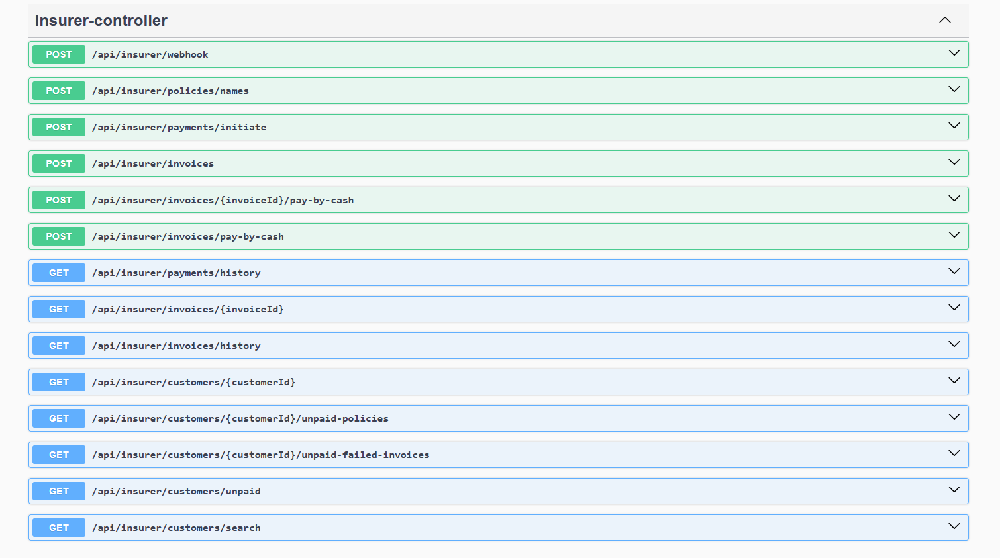 insurer-controller
POST /api/insurer/webhook
POST /api/insurer/policies/names
POST /api/insurer/payments/initiate
POST /api/insurer/invoices
POST /api/insurer/invoices/{invoiceId}/pay-by-cash
POST /api/insurer/invoices/pay-by-cash
GET /api/insurer/payments/history
GET /api/insurer/invoices/{invoiceId}
GET /api/insurer/invoices/history
GET /api/insurer/customers/{customerId}
GET /api/insurer/customers/{customerId}/unpaid-policies
GET /api/insurer/customers/{customerId}/unpaid-failed-invoices
GET /api/insurer/customers/unpaid
GET /api/insurer/customers/search